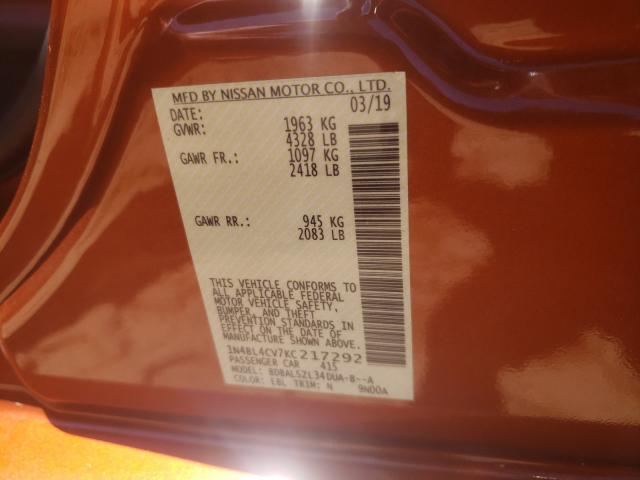 MFD BY NISSAN MOTOR CO., LTD.
DATE: 03/19
GVWR: 1963 KG
4328 LB
GAWR FR.: 1097 KG
2418 LB
GAWR RR.: 945 KG
2083 LB
THIS VEHICLE CONFORMS TO
ALL APPLICABLE FEDERAL
MOTOR VEHICLE SAFETY,
BUMPER, AND THEFT
PREVENTION STANDARDS IN
EFFECT ON THE DATE OF
MANUFACTURE SHOWN ABOVE.
1N4BL4CV7KC217292
PASSENGER CAR 415
MODEL: BDBALSZL34DUA-B--A
COLOR: EBL TRIM: N 9N00A